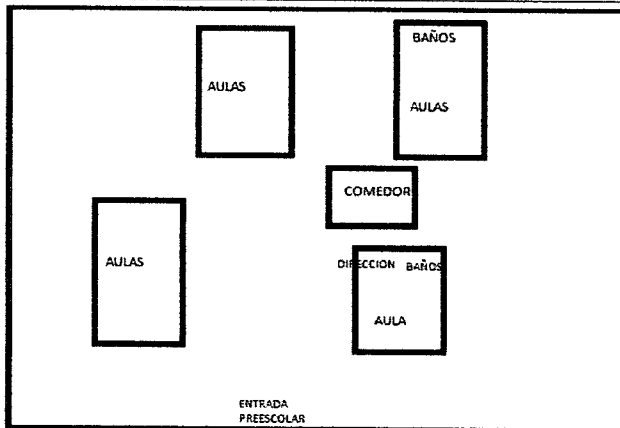 BAÑOS
AULAS
AULAS
COMEDOR
AULAS
DIRECCION BAÑOS
AULA
ENTRADA
PREESCOLAR